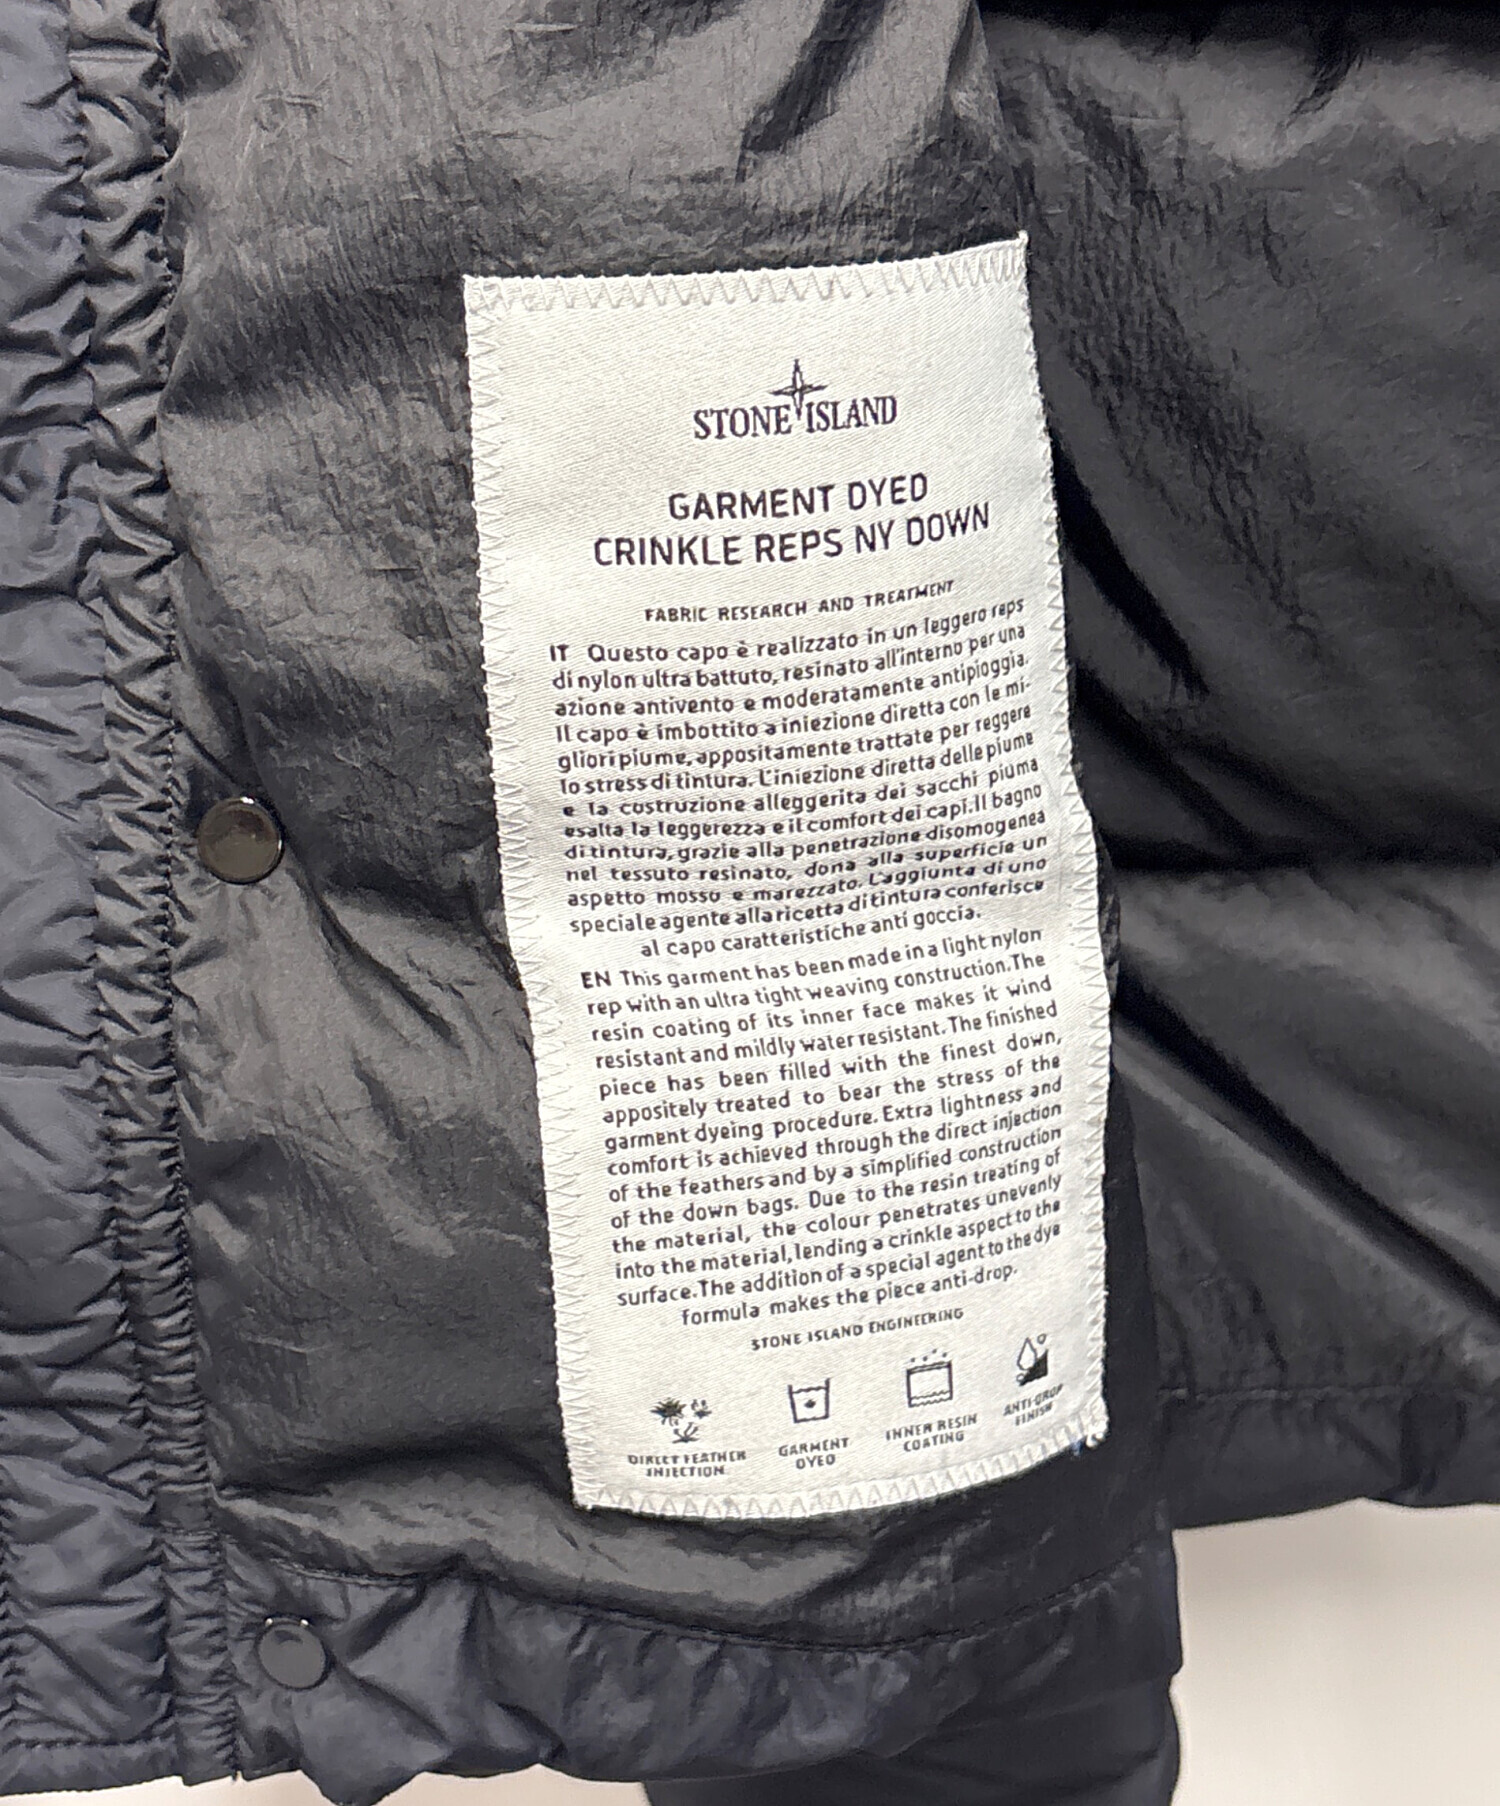 STONE ISLAND
GARMENT DYED
CRINKLE REPS NY DOWN
FABRIC RESEARCH AND TREATMENT
IT Questo capo è realizzato in un leggero reps
di nylon ultra battuto, resinato all'interno per una
azione antivento e moderatamente antipioggia.
Il capo è imbottito a iniezione diretta con le mi-
gliori piume, appositamente trattate per reggere
lo stress di tintura. L'iniezione diretta delle piume
e la costruzione alleggerita dei sacchi piuma
esalta la leggerezza e il comfort dei capi. Il bagno
di tintura, grazie alla penetrazione disomogenea
nel tessuto resinato, dona alla superficie un
aspetto mosso e marezzato. L'aggiunta di uno
speciale agente alla ricetta di tintura conferisce
al capo caratteristiche anti goccia.
EN This garment has been made in a light nylon
rep with an ultra tight weaving construction. The
resin coating of its inner face makes it wind
resistant and mildly water resistant. The finished
piece has been filled with the finest down,
appositely treated to bear the stress of the
garment dyeing procedure. Extra lightness and
comfort is achieved through the direct injection
of the feathers and by a simplified construction
of the down bags. Due to the resin treating of
the material, the colour penetrates unevenly
into the material, lending a crinkle aspect to the
surface. The addition of a special agent to the dye
formula makes the piece anti-drop.
STONE ISLAND ENGINEERING
DIRECT FEATHER
INJECTION
GARMENT
DYED
INNER RESIN
COATING
ANTI-DROP
FINISH